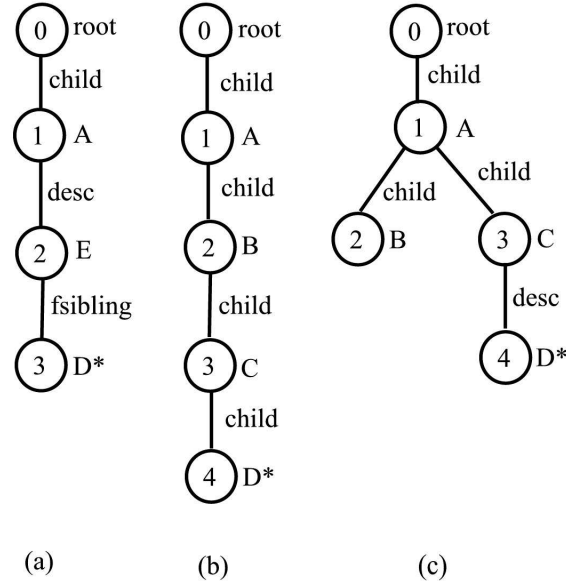 0 root
child
1 A
desc
2 E
fsibling
3 D*
(a)
0 root
child
1 A
child
2 B
child
3 C
child
4 D*
(b)
0 root
child
1 A
child child
2 B 3 C
desc
4 D*
(c)